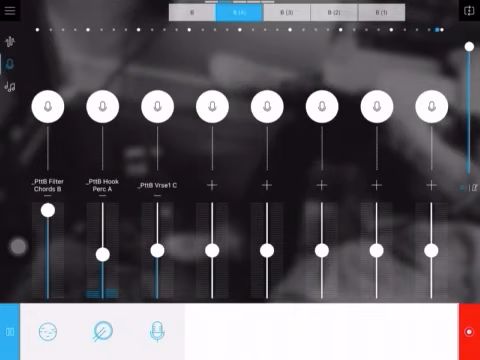 B
B (4)
B (3)
B (2)
B (1)
_PttB Filter
Chords B
_PttB Hook
Perc A
_PttB Vrse1 C